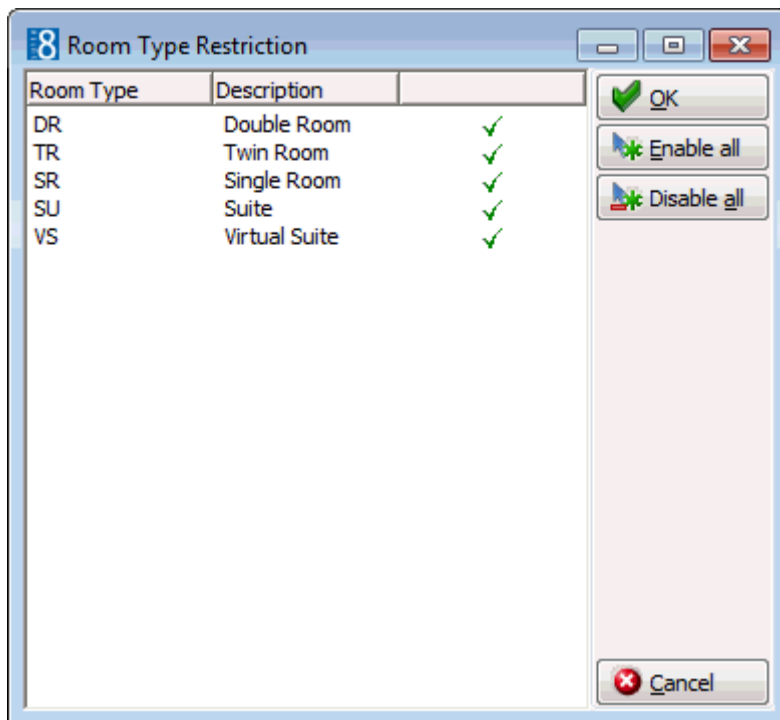 8 Room Type Restriction
Room Type Description
DR Double Room
TR Twin Room
SR Single Room
SU Suite
VS Virtual Suite
OK
Enable all
Disable all
Cancel